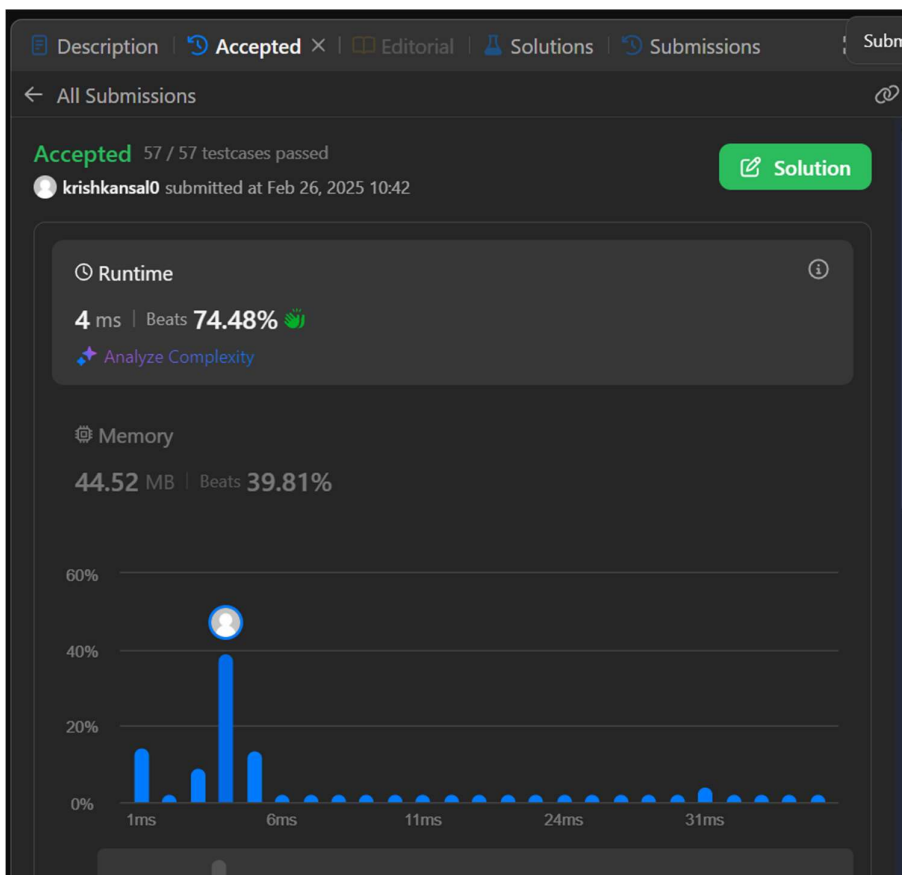 Description Accepted × Editorial Solutions Submissions Subm
← All Submissions
Accepted 57 / 57 testcases passed
Solution
krishkansal0 submitted at Feb 26, 2025 10:42
Runtime
4 ms | Beats 74.48%
Analyze Complexity
Memory
44.52 MB | Beats 39.81%
60%
40%
20%
0%
1ms 6ms 11ms 24ms 31ms